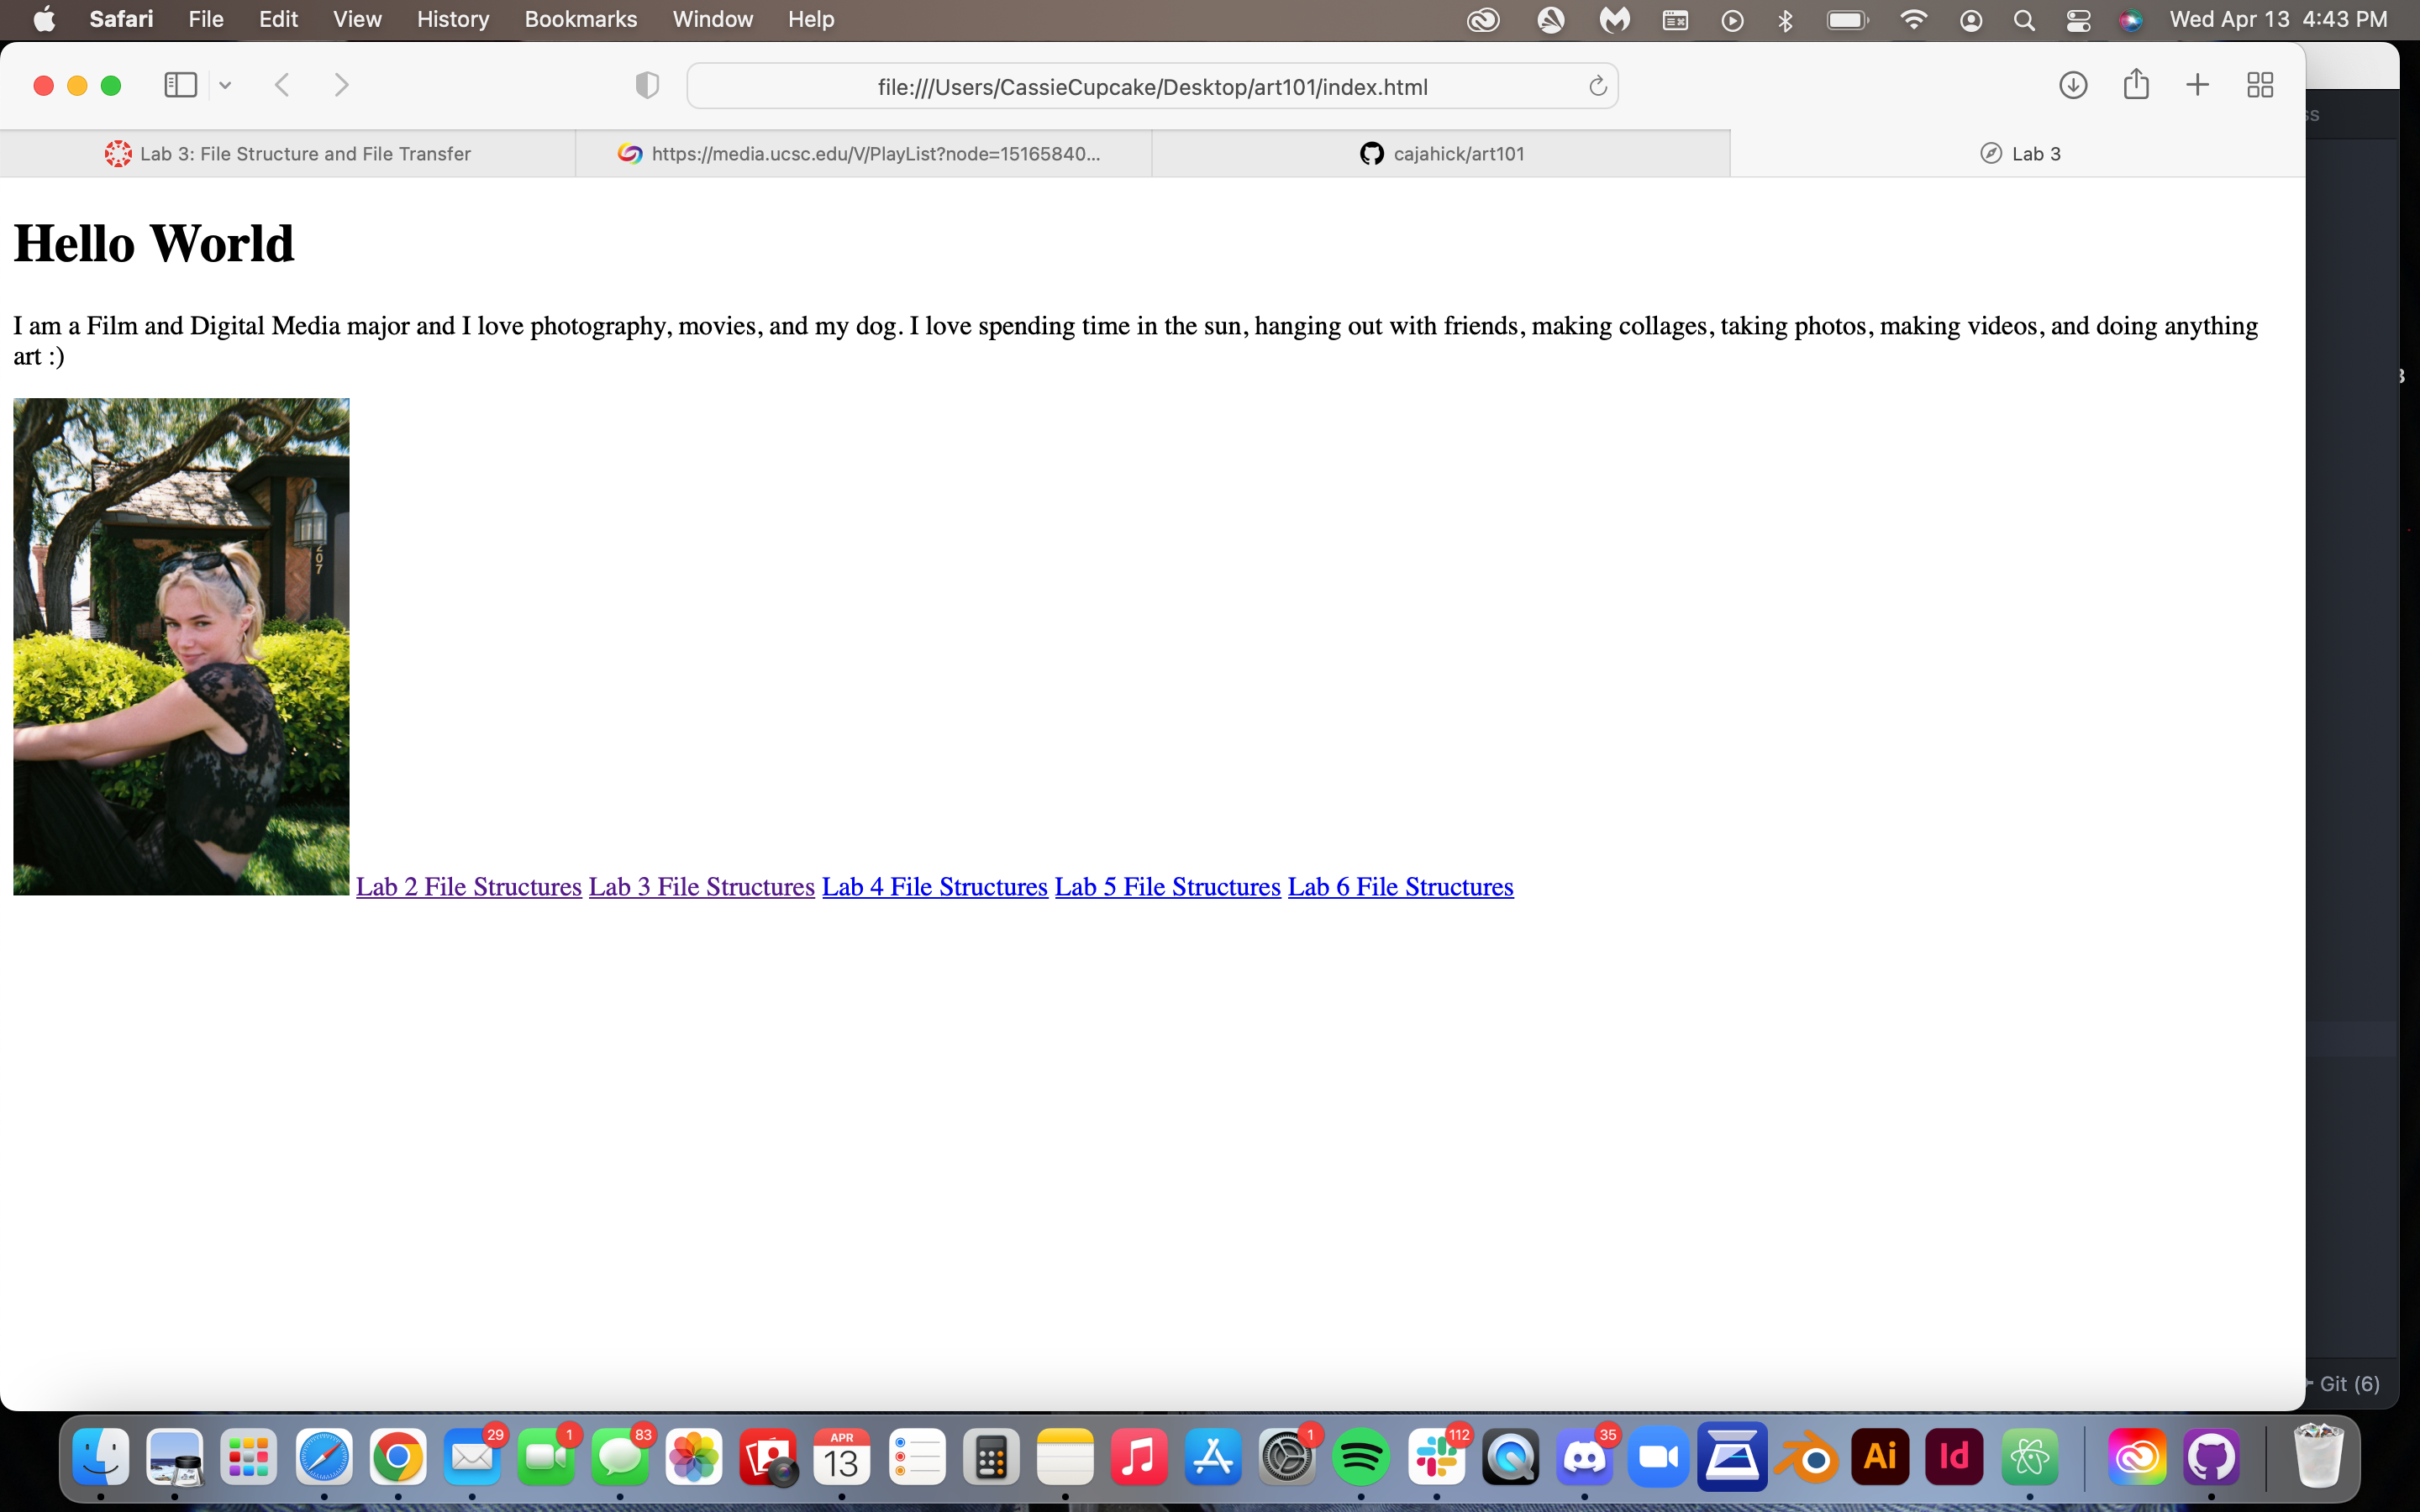 Safari File Edit View History Bookmarks Window Help Wed Apr 13 4:43 PM
file:///Users/CassieCupcake/Desktop/art101/index.html
Lab 3: File Structure and File Transfer
https://media.ucsc.edu/V/PlayList?node=15165840...
cajahick/art101
Lab 3
Hello World
I am a Film and Digital Media major and I love photography, movies, and my dog. I love spending time in the sun, hanging out with friends, making collages, taking photos, making videos, and doing anything
art :)
207
Lab 2 File Structures Lab 3 File Structures Lab 4 File Structures Lab 5 File Structures Lab 6 File Structures
Git (6)
29
1
83
APR
13
1
112
35
Ai
Id